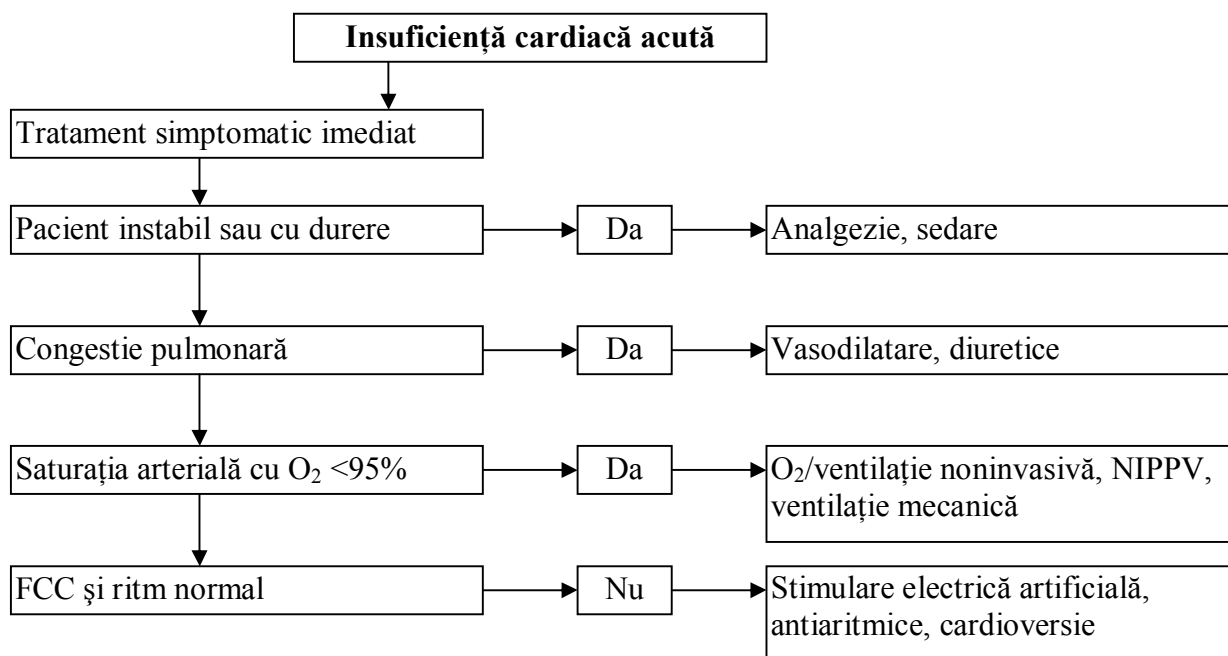 Insuficiență cardiacă acută
Tratament simptomatic imediat
Pacient instabil sau cu durere
Da
Analgezie, sedare
Congestie pulmonară
Da
Vasodilatare, diuretice
Saturația arterială cu O₂ <95%
Da
O₂/ventilație noninvasivă, NIPPV,
ventilație mecanică
FCC şi ritm normal
Nu
Stimulare electrică artificială,
antiaritmice, cardioversie